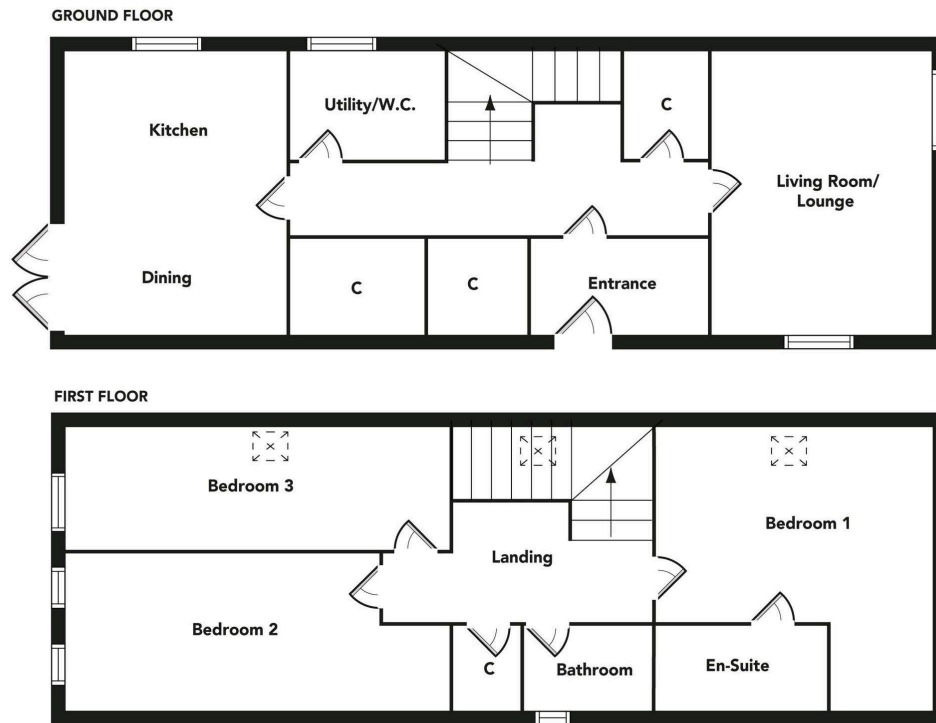 GROUND FLOOR
Utility/W.C.
C
Kitchen
Living Room/
Lounge
Dining
C
C
Entrance
FIRST FLOOR
Bedroom 3
Bedroom 1
Landing
Bedroom 2
C
Bathroom
En-Suite